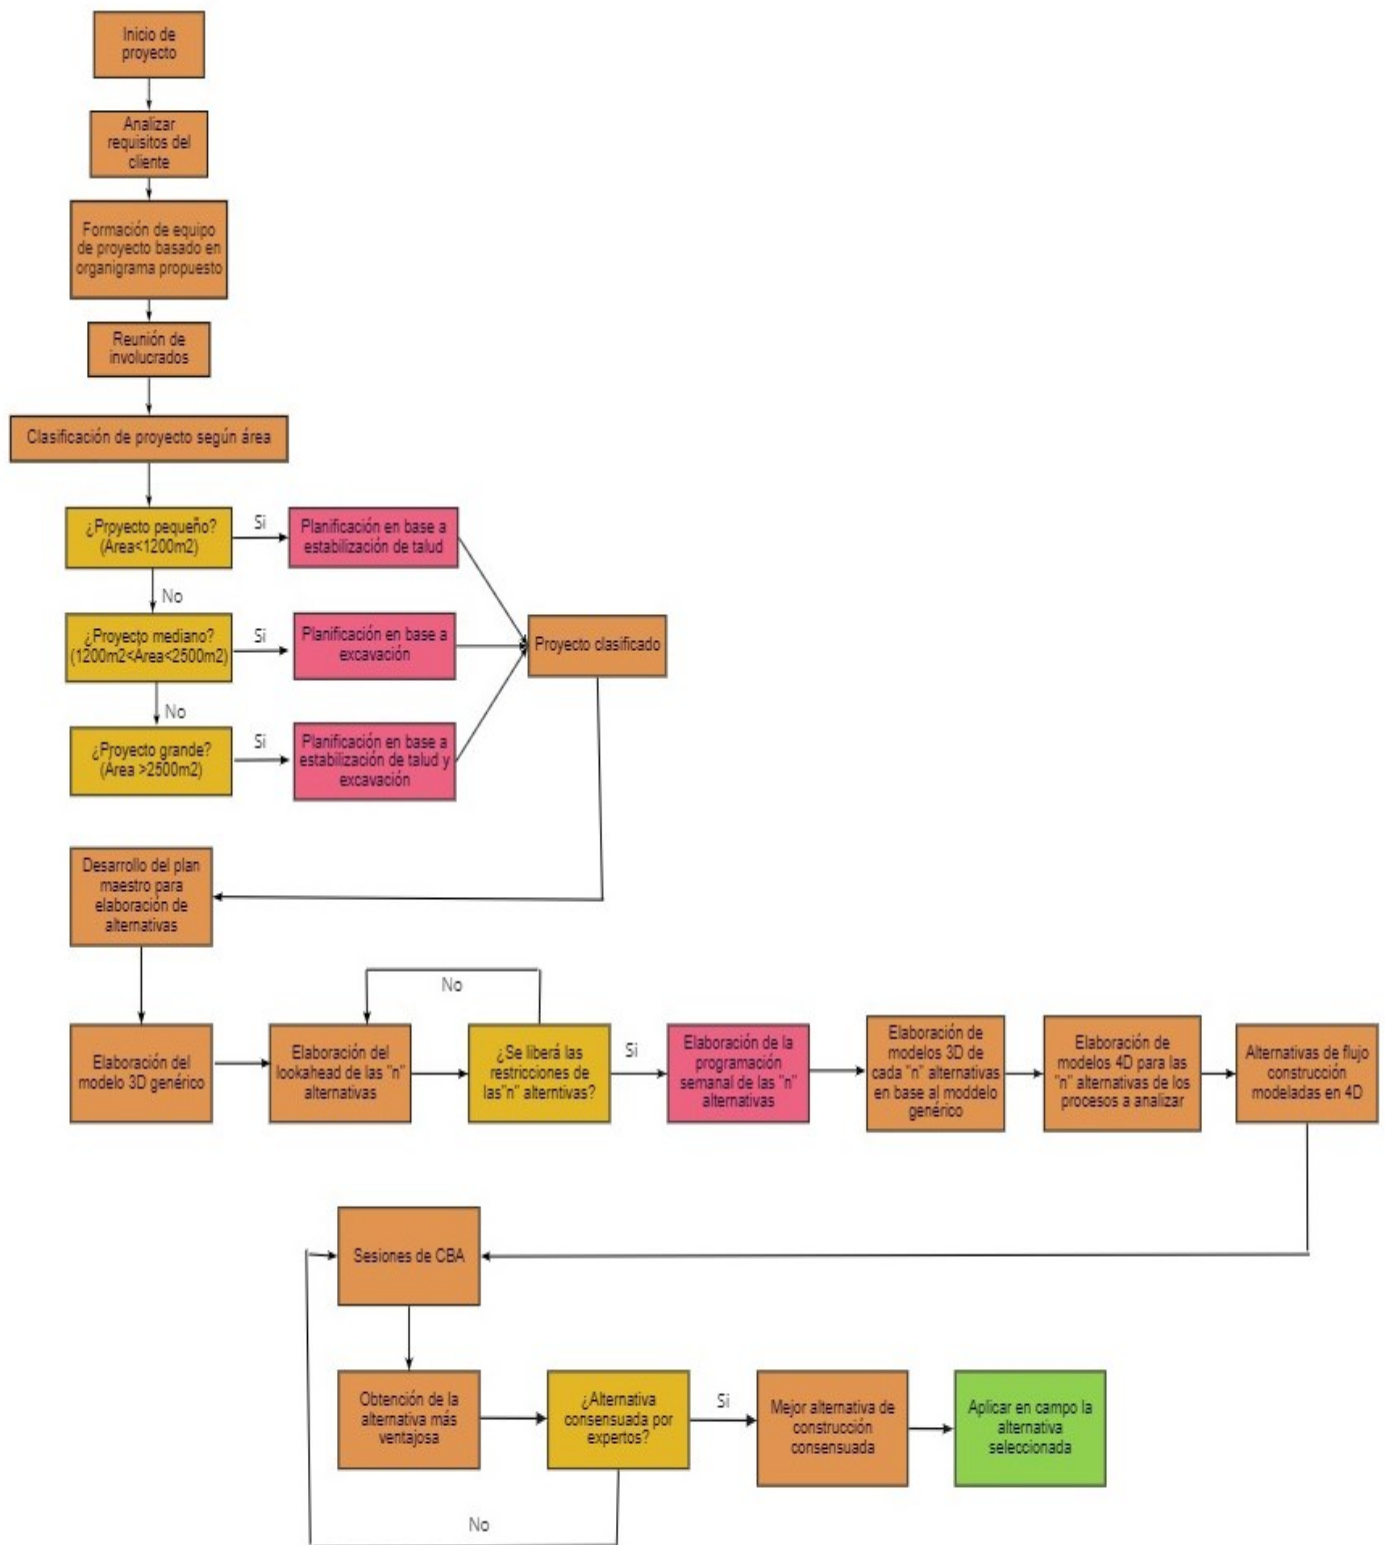 Inicio de
proyecto
Analizar
requisitos del
cliente
Formación de equipo
de proyecto basado en
organigrama propuesto
Reunión de
involucrados
Clasificación de proyecto según área
¿Proyecto pequeño?
(Area<1200m2)
Si
Planificación en base a
estabilización de talud
No
¿Proyecto mediano?
(1200m2<Area<2500m2)
Si
Planificación en base a
excavación
Proyecto clasificado
No
¿Proyecto grande?
(Area >2500m2)
Si
Planificación en base a
estabilización de talud y
excavación
Desarrollo del plan
maestro para
elaboración de
alternativas
Elaboración del
modelo 3D genérico
Elaboración del
lookahead de las "n"
alternativas
No
¿Se liberá las
restricciones de
las"n" alterntivas?
Si
Elaboración de la
programación
semanal de las "n"
alternativas
Elaboración de
modelos 3D de
cada "n" alternativas
en base al moddelo
genérico
Elaboración de
modelos 4D para las
"n" alternativas de los
procesos a analizar
Alternativas de flujo
construcción
modeladas en 4D
Sesiones de CBA
Obtención de la
alternativa más
ventajosa
¿Alternativa
consensuada por
expertos?
Si
Mejor alternativa de
construcción
consensuada
Aplicar en campo la
alternativa
seleccionada
No